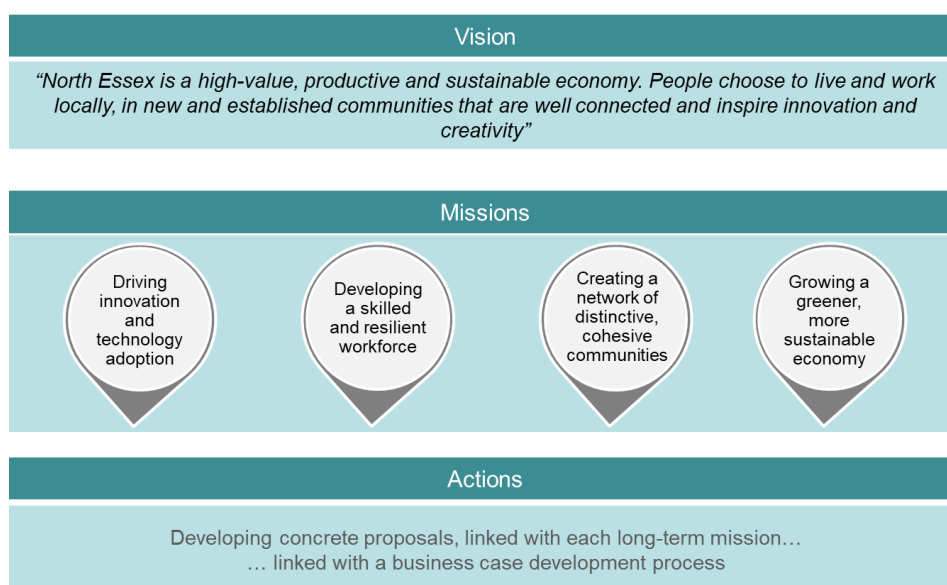 Vision
“North Essex is a high-value, productive and sustainable economy. People choose to live and work
locally, in new and established communities that are well connected and inspire innovation and
creativity”
Missions
Driving
innovation
and
technology
adoption
Developing
a skilled
and resilient
workforce
Creating a
network of
distinctive,
cohesive
communities
Growing a
greener,
more
sustainable
economy
Actions
Developing concrete proposals, linked with each long-term mission…
… linked with a business case development process